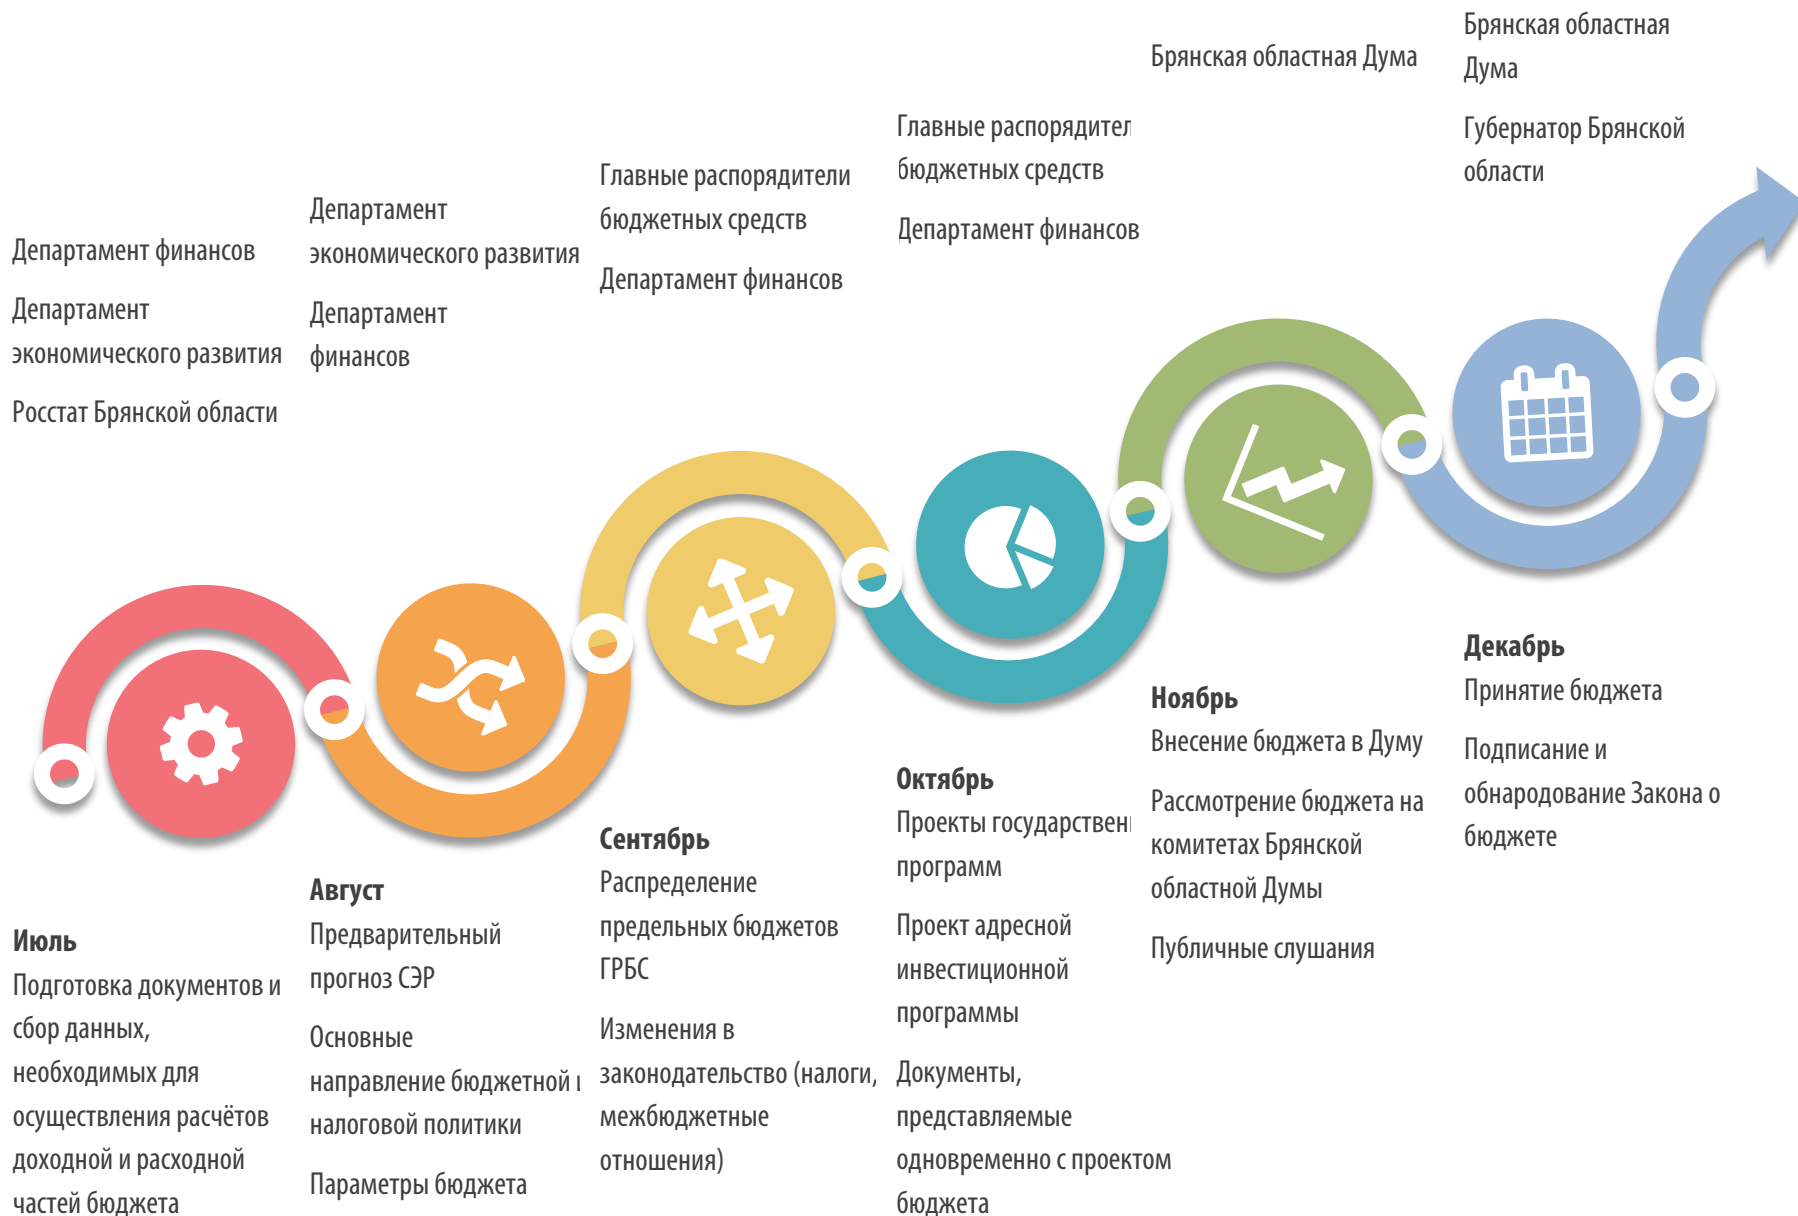 Департамент финансов
Департамент
экономического развития
Росстат Брянской области
Июль
Подготовка документов и
сбор данных,
необходимых для
осуществления расчётов
доходной и расходной
частей бюджета
Департамент
экономического развития
Департамент
финансов
Август
Предварительный
прогноз СЭР
Основные
направление бюджетной
налоговой политики
Параметры бюджета
Главные распорядители
бюджетных средств
Департамент финансов
Сентябрь
Распределение
предельных бюджетов
ГРБС
Изменения в
законодательство (налоги,
межбюджетные
отношения)
Главные
бюджетных средств
Департамент финансов
Октябрь
Проекты
программ
Проект адресной
инвестиционной
программы
Документы,
представляемые
одновременно с проектом
бюджета
Брянская областная Дума
Ноябрь
Внесение бюджета в Думу
Рассмотрение бюджета на
комитетах Брянской
областной Думы
Публичные слушания
Брянская областная
Дума
Губернатор Брянской
области
Декабрь
Принятие бюджета
Подписание и
обнародование Закона о
бюджете